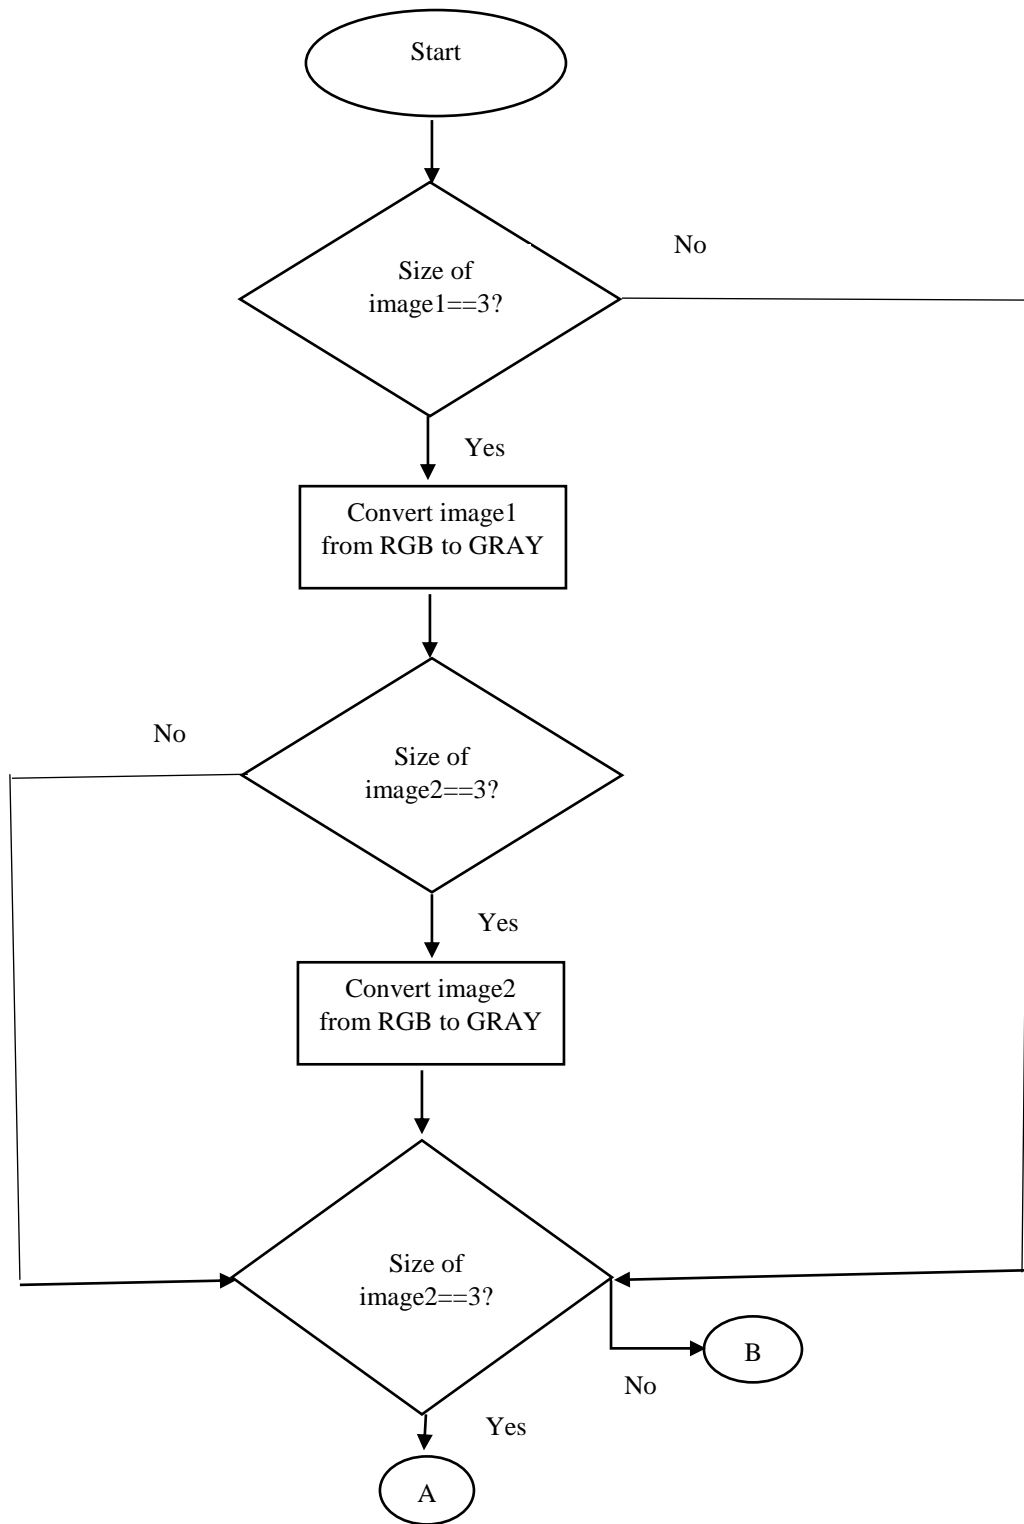 Start
No
Size of
image1==3?
Yes
Convert image1
from RGB to GRAY
No
Size of
image2==3?
Yes
Convert image2
from RGB to GRAY
Size of
image2==3?
B
No
Yes
A